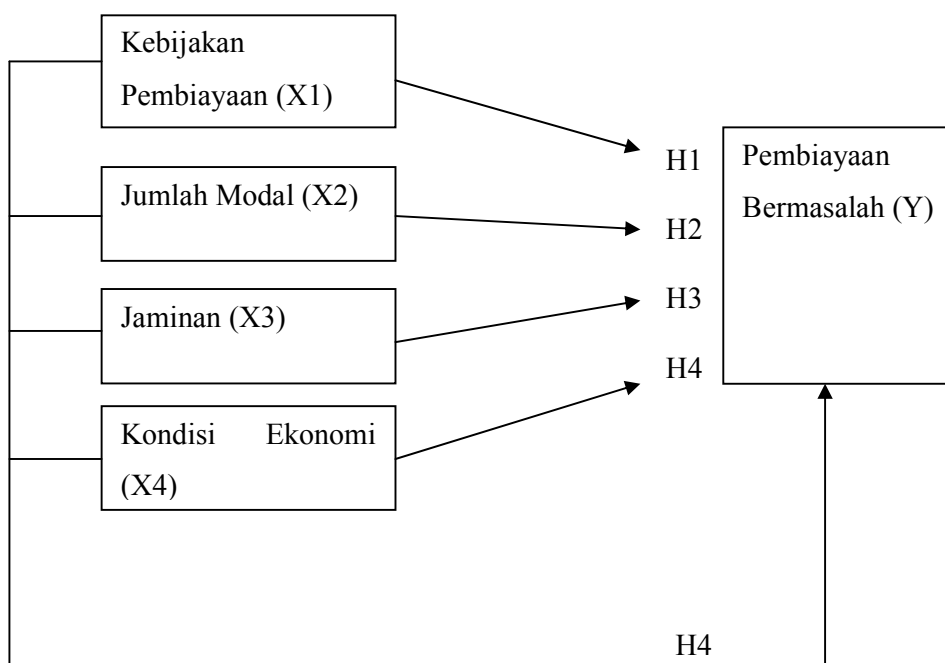 Kebijakan
Pembiayaan (X1)
Jumlah Modal (X2)
Jaminan (X3)
Kondisi Ekonomi
(X4)
H1
H2
H3
H4
Pembiayaan
Bermasalah (Y)
H4